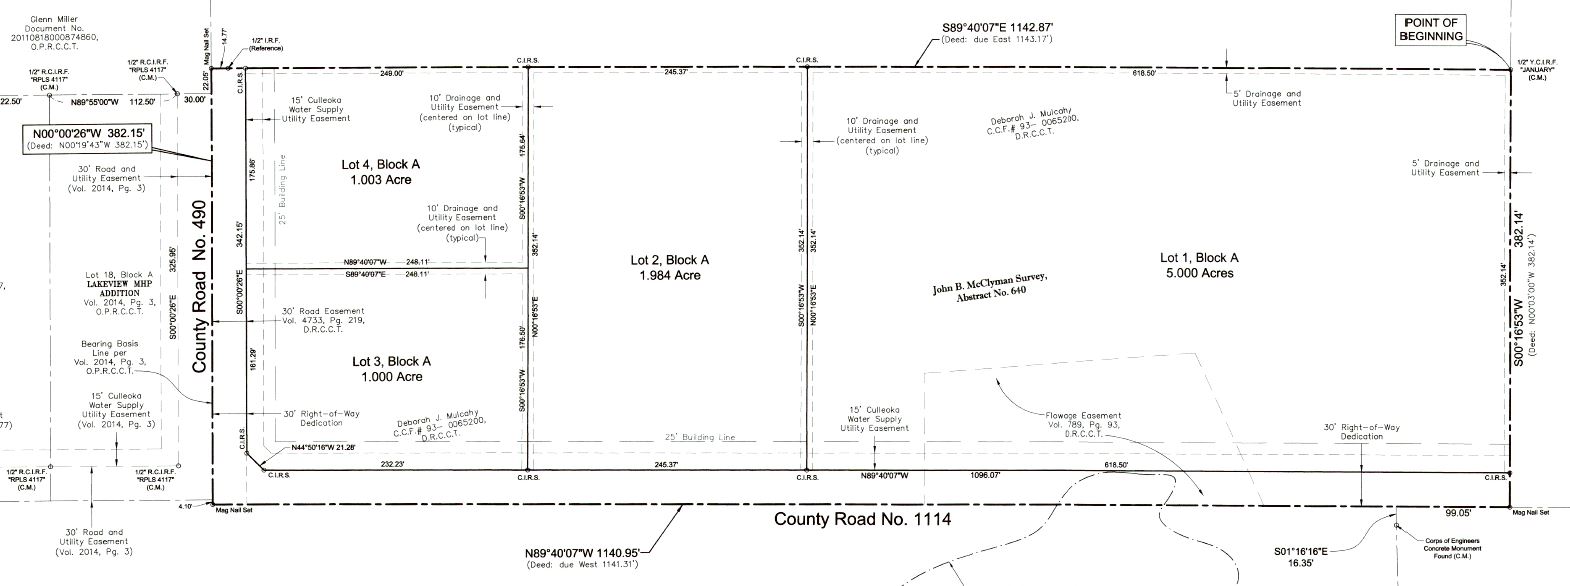 Glenn Miller
Document No.
20110818000874860,
O.P.R.C.C.T.
Mag Nail Set
14.77'
1/2" I.R.F.
(Reference)
S89°40'07"E 1142.87'
(Deed: due East 1143.17')
POINT OF
BEGINNING
1/2" R.C.I.R.F.
"RPLS 4117"
(C.M.)
1/2" R.C.I.R.F.
"RPLS 4117"
(C.M.)
22.05'
C.I.R.S.
249.00'
C.I.R.S.
245.37'
C.I.R.S.
618.50'
1/2" Y.C.I.R.F.
"JANUARY"
(C.M.)
22.50'
N89°55'00"W 112.50'
30.00'
N00°00'26"W 382.15'
(Deed: N00°19'43"W 382.15')
15' Culleoka
Water Supply
Utility Easement
10' Drainage and
Utility Easement
(centered on lot line)
(typical)
10' Drainage and
Utility Easement
(centered on lot line)
(typical)
Deborah J. Mulcahy
C.C.F.# 93- 0065200,
D.R.C.C.T.
5' Drainage and
Utility Easement
30' Road and
Utility Easement
(Vol. 2014, Pg. 3)
175.86'
25' Building Line
Lot 4, Block A
1.003 Acre
175.64'
5' Drainage and
Utility Easement
County Road No. 490
342.15'
S00°00'26"E
10' Drainage and
Utility Easement
(centered on lot line)
(typical)
S00°16'53"W
352.14'
N00°16'53"E
N89°40'07"W 248.11'
S89°40'07"E 248.11'
Lot 2, Block A
1.984 Acre
352.14'
S00°16'53"W
352.14'
N00°16'53"E
Lot 1, Block A
5.000 Acres
John B. McClyman Survey,
Abstract No. 640
352.14'
S00°16'53"W 382.14'
(Deed: N00°03'00"W 382.14')
7,
Lot 18, Block A
LAKEVIEW MHP
ADDITION
Vol. 2014, Pg. 3,
O.P.R.C.C.T.
325.95'
S00°00'26"E
30' Road Easement
Vol. 4733, Pg. 219,
D.R.C.C.T.
Bearing Basis
Line per
Vol. 2014, Pg. 3,
O.P.R.C.C.T.
161.29'
Lot 3, Block A
1.000 Acre
176.50'
S00°16'53"W
15' Culleoka
Water Supply
Utility Easement
(Vol. 2014, Pg. 3)
t
77)
30' Right-of-Way
Dedication
Deborah J. Mulcahy
C.C.F.# 93- 0065200,
D.R.C.C.T.
15' Culleoka
Water Supply
Utility Easement
Flowage Easement
Vol. 789, Pg. 93,
D.R.C.C.T.
30' Right-of-Way
Dedication
C.I.R.S.
N44°50'16"W 21.28'
25' Building Line
1/2" R.C.I.R.F.
"RPLS 4117"
(C.M.)
1/2" R.C.I.R.F.
"RPLS 4117"
(C.M.)
C.I.R.S.
232.23'
C.I.R.S.
245.37'
C.I.R.S.
N89°40'07"W
1096.07'
618.50'
C.I.R.S.
4.10'
Mag Nail Set
County Road No. 1114
99.05'
Mag Nail Set
30' Road and
Utility Easement
(Vol. 2014, Pg. 3)
N89°40'07"W 1140.95'
(Deed: due West 1141.31')
S01°16'16"E
16.35'
Corps of Engineers
Concrete Monument
Found (C.M.)